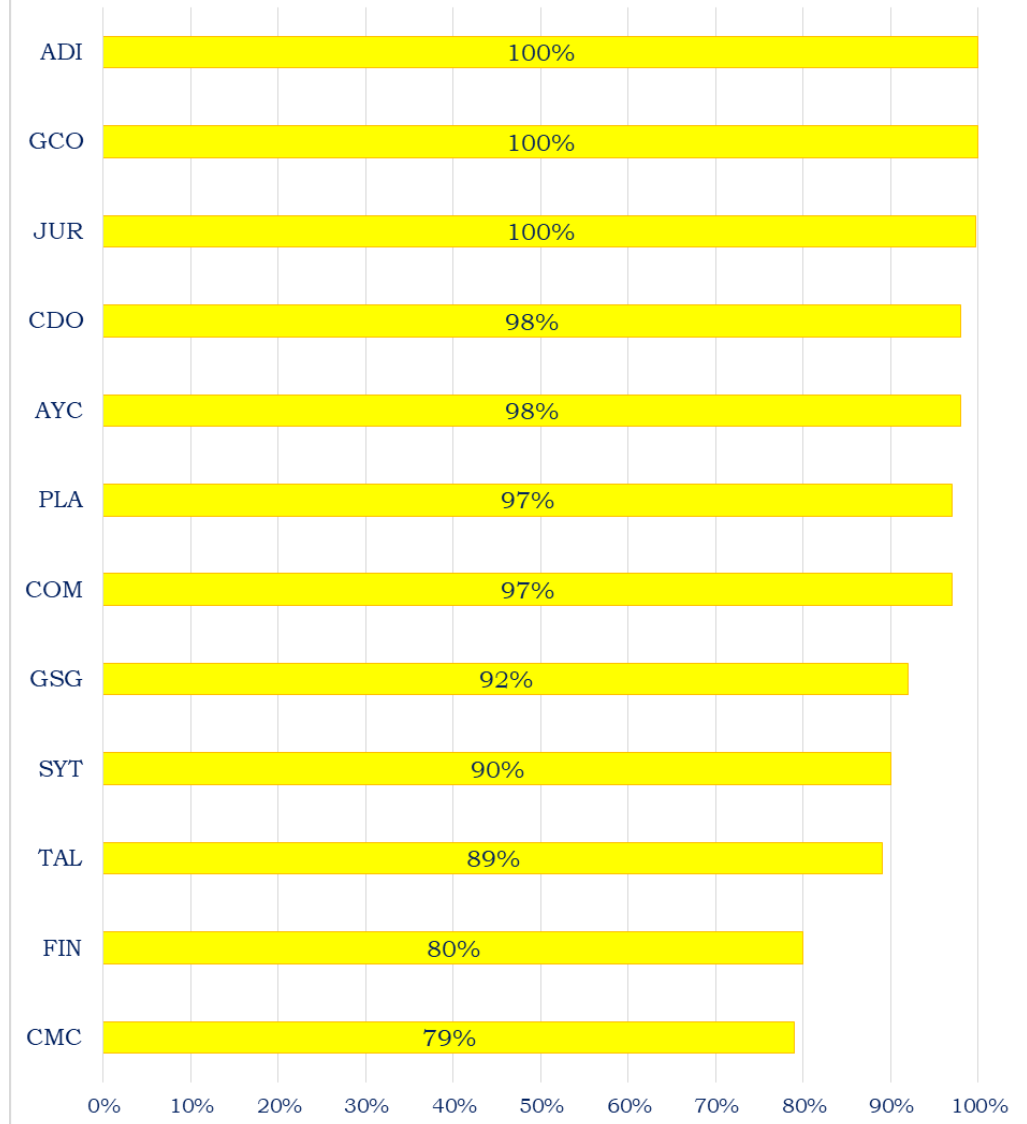 ADI 100%
GCO 100%
JUR 100%
CDO 98%
AYC 98%
PLA 97%
COM 97%
GSG 92%
SYT 90%
TAL 89%
FIN 80%
CMC 79%
0% 10% 20% 30% 40% 50% 60% 70% 80% 90% 100%